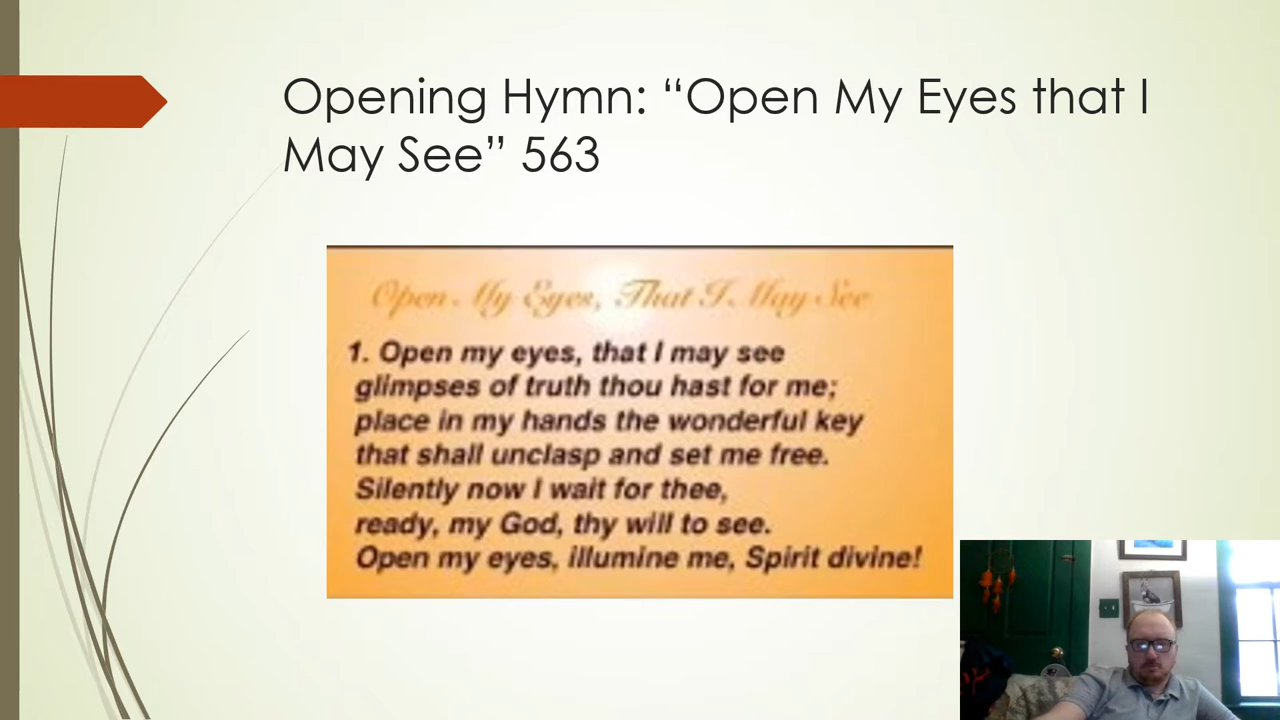 Opening Hymn: “Open My Eyes that I
May See” 563
Open My Eyes, That I May See
1. Open my eyes, that I may see
glimpses of truth thou hast for me;
place in my hands the wonderful key
that shall unclasp and set me free.
Silently now I wait for thee,
ready, my God, thy will to see.
Open my eyes, illumine me, Spirit divine!